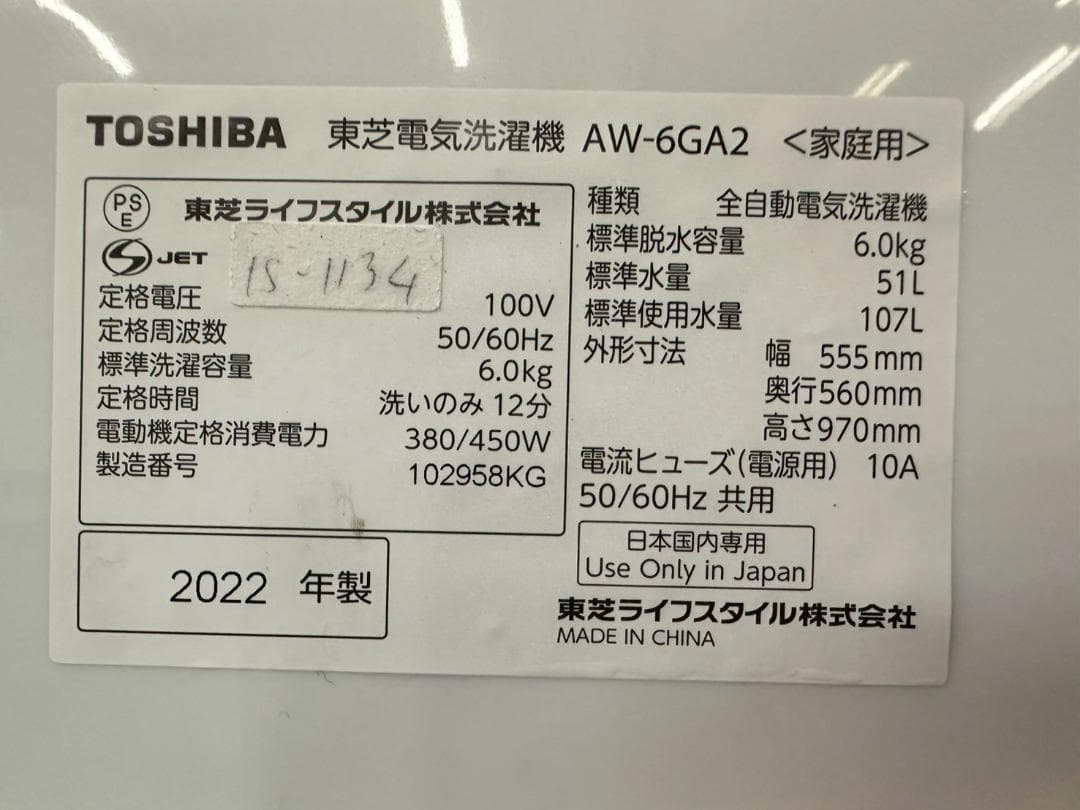 TOSHIBA 東芝電気洗濯機 AW-6GA2 <家庭用>
PS
E
東芝ライフスタイル株式会社
S JET
IS-1134
定格電圧 100V
定格周波数 50/60Hz
標準洗濯容量 6.0kg
定格時間 洗いのみ 12分
電動機定格消費電力 380/450W
製造番号 102958KG
2022 年製
種類 全自動電気洗濯機
標準脱水容量 6.0kg
標準水量 51L
標準使用水量 107L
外形寸法 幅 555mm
奥行560mm
高さ970mm
電流ヒューズ(電源用) 10A
50/60Hz 共用
日本国内専用
Use Only in Japan
東芝ライフスタイル株式会社
MADE IN CHINA